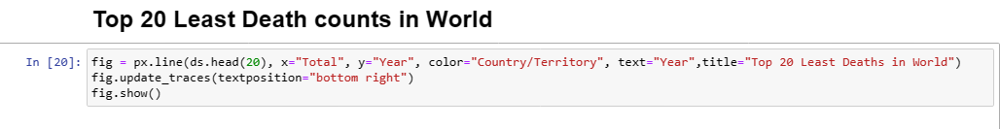 Top 20 Least Death counts in World
In [20]: fig = px.line(ds.head(20), x="Total", y="Year", color="Country/Territory", text="Year",title="Top 20 Least Deaths in World")
fig.update_traces(textposition="bottom right")
fig.show()